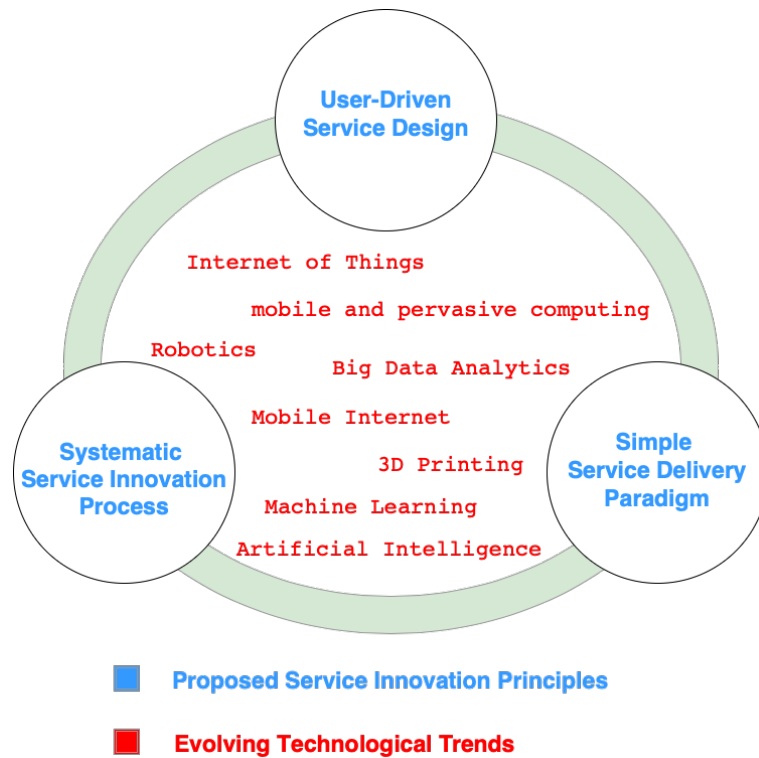 User-Driven
Service Design
Internet of Things
mobile and pervasive computing
Robotics
Big Data Analytics
Mobile Internet
Systematic
Service Innovation
Process
Simple
Service Delivery
Paradigm
3D Printing
Machine Learning
Artificial Intelligence
Proposed Service Innovation Principles
Evolving Technological Trends